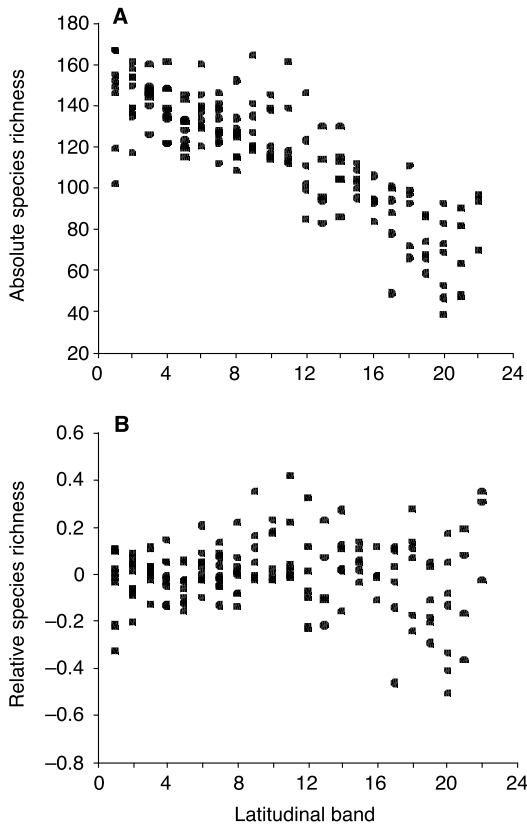 A
180
160
140
120
100
80
60
40
20
Absolute species richness
0 4 8 12 16 20 24
B
0.6
0.4
0.2
0
–0.2
–0.4
–0.6
–0.8
Relative species richness
0 4 8 12 16 20 24
Latitudinal band